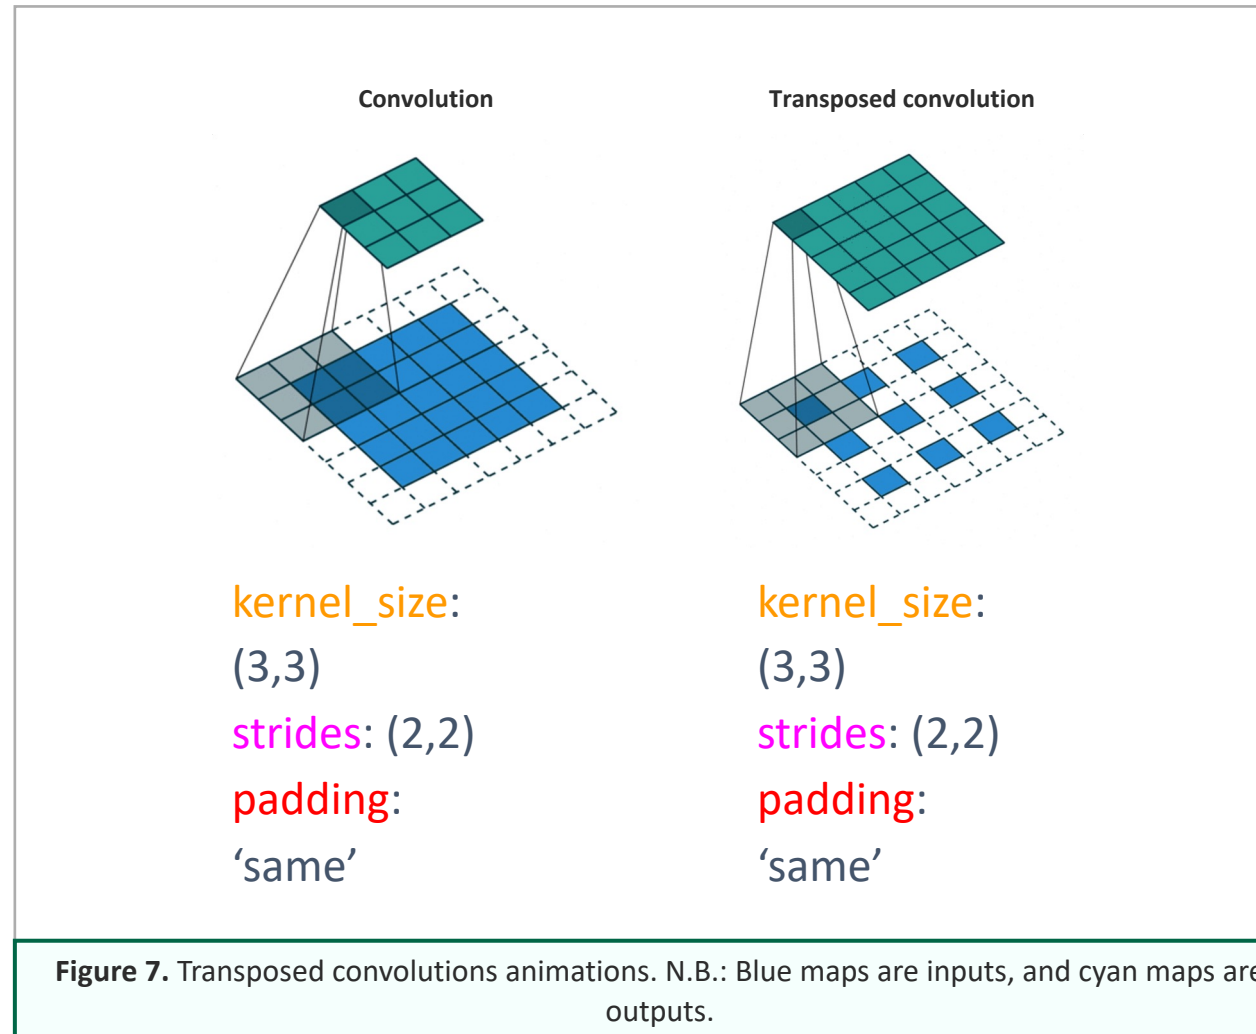 Convolution
Transposed convolution
kernel_size:
(3,3)
strides: (2,2)
padding:
‘same’
kernel_size:
(3,3)
strides: (2,2)
padding:
‘same’
Figure 7. Transposed convolutions animations. N.B.: Blue maps are inputs, and cyan maps are
outputs.